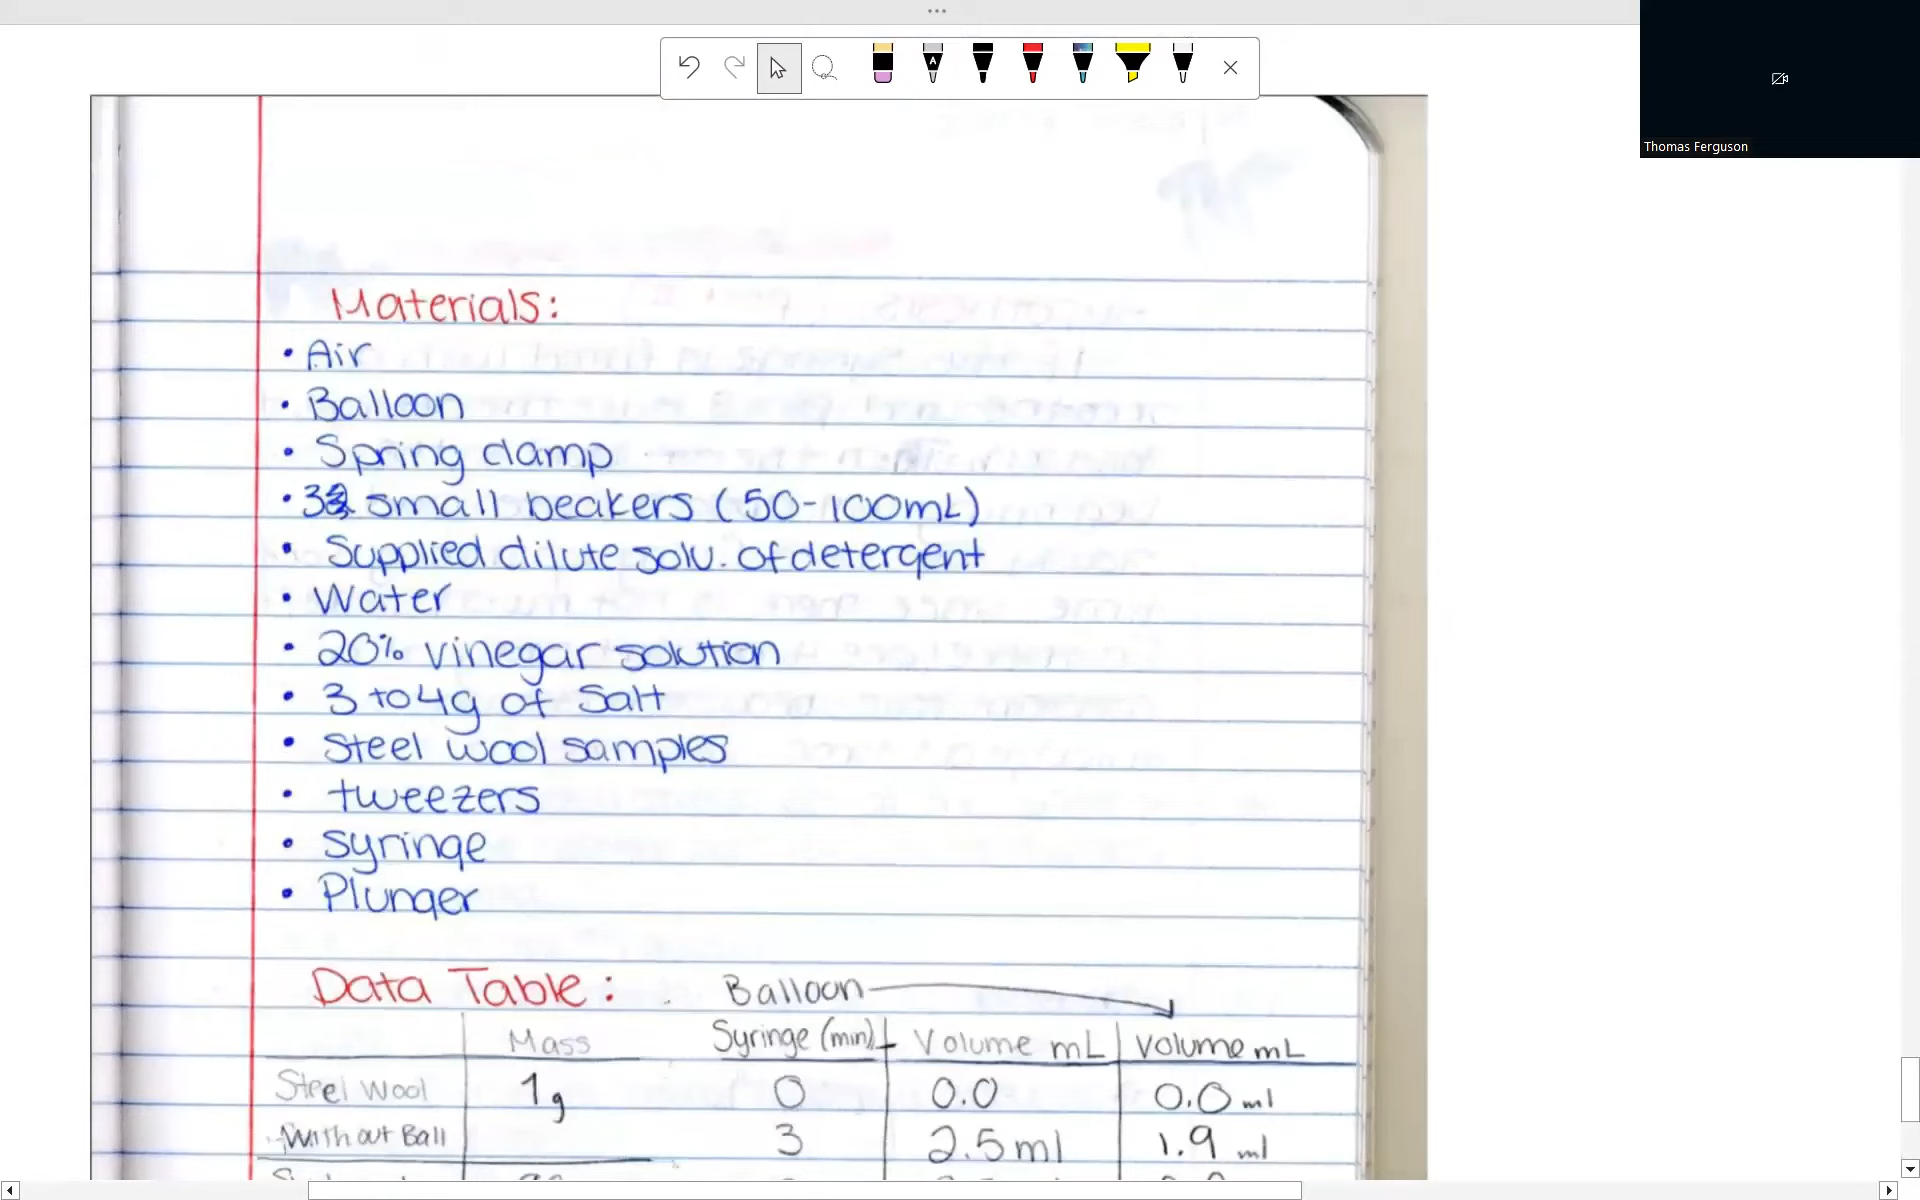 Thomas Ferguson
Materials:
• Air
• Balloon
• Spring clamp
• 3 small beakers (50-100mL)
• Supplied dilute solu. of detergent
• Water
• 20% vinegar solution
• 3 to 4g of Salt
• Steel wool samples
• tweezers
• Syringe
• Plunger
Data Table: Balloon
Mass Syringe (min) Volume mL Volume mL
Steel Wool 1g 0 0.0 0.0 ml
Without Ball 3 2.5ml 1.9 ml